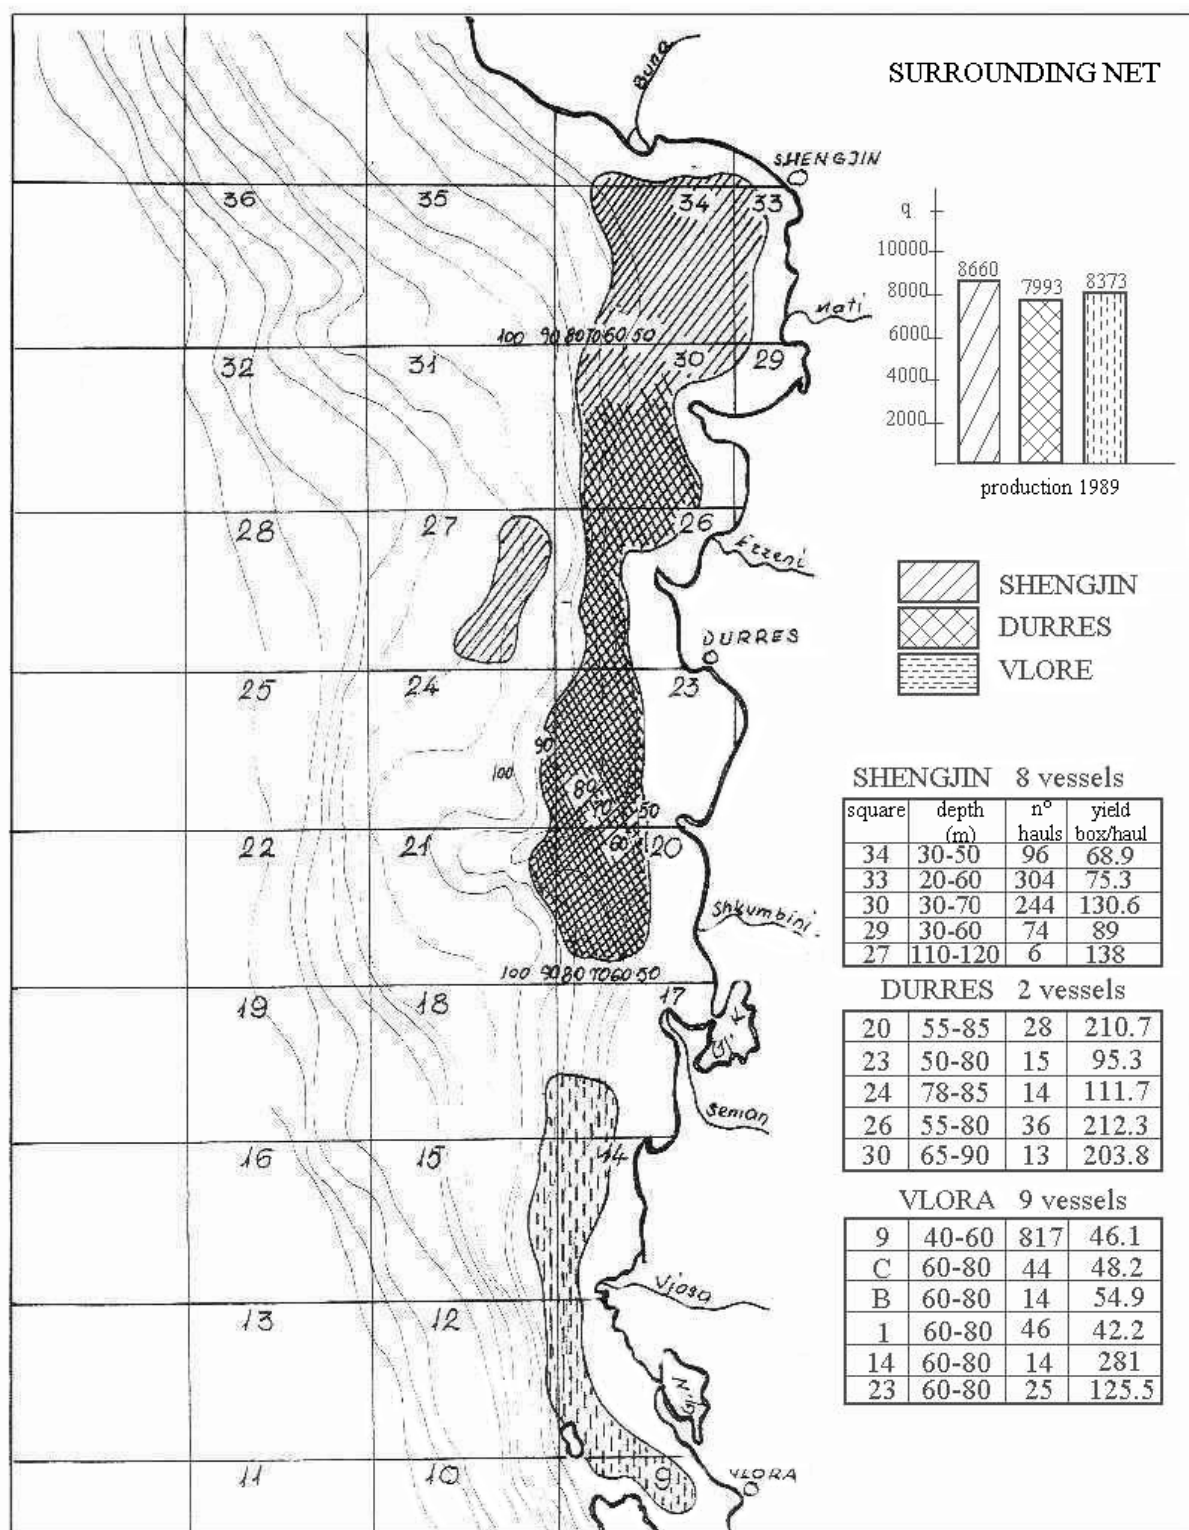 SURROUNDING NET
Buna
SHENGJIN
36
35
34
33
q
10000
8000
6000
4000
2000
8660
7993
8373
production 1989
Mati
100 90 80 70 60 50
32
31
30
29
28
27
26
Erzeni
SHENGJIN
DURRES
VLORE
DURRES
25
24
23
90
100
80
70
50
60
22
21
20
Shkumbini
100 90 80 70 60 50
19
18
17
Seman
16
15
14
Vjosa
13
12
11
10
9
VLORA
SHENGJIN 8 vessels
square depth (m) n° hauls yield box/haul
34 30-50 96 68.9
33 20-60 304 75.3
30 30-70 244 130.6
29 30-60 74 89
27 110-120 6 138
DURRES 2 vessels
20 55-85 28 210.7
23 50-80 15 95.3
24 78-85 14 111.7
26 55-80 36 212.3
30 65-90 13 203.8
VLORA 9 vessels
9 40-60 817 46.1
C 60-80 44 48.2
B 60-80 14 54.9
1 60-80 46 42.2
14 60-80 14 281
23 60-80 25 125.5